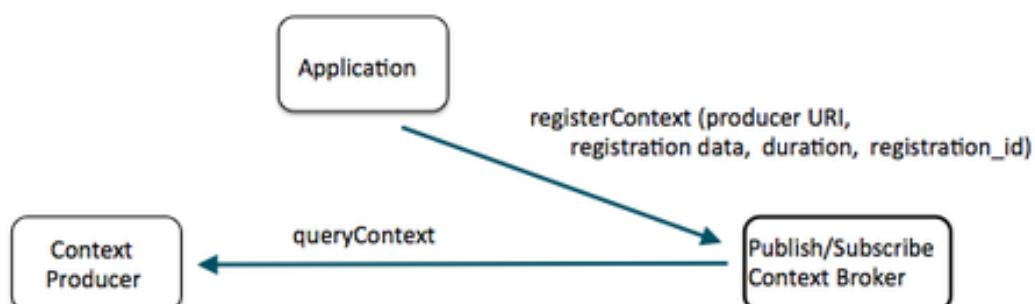 Application
registerContext (producer URI,
registration data, duration, registration_id)
queryContext
Context
Producer
Publish/Subscribe
Context Broker